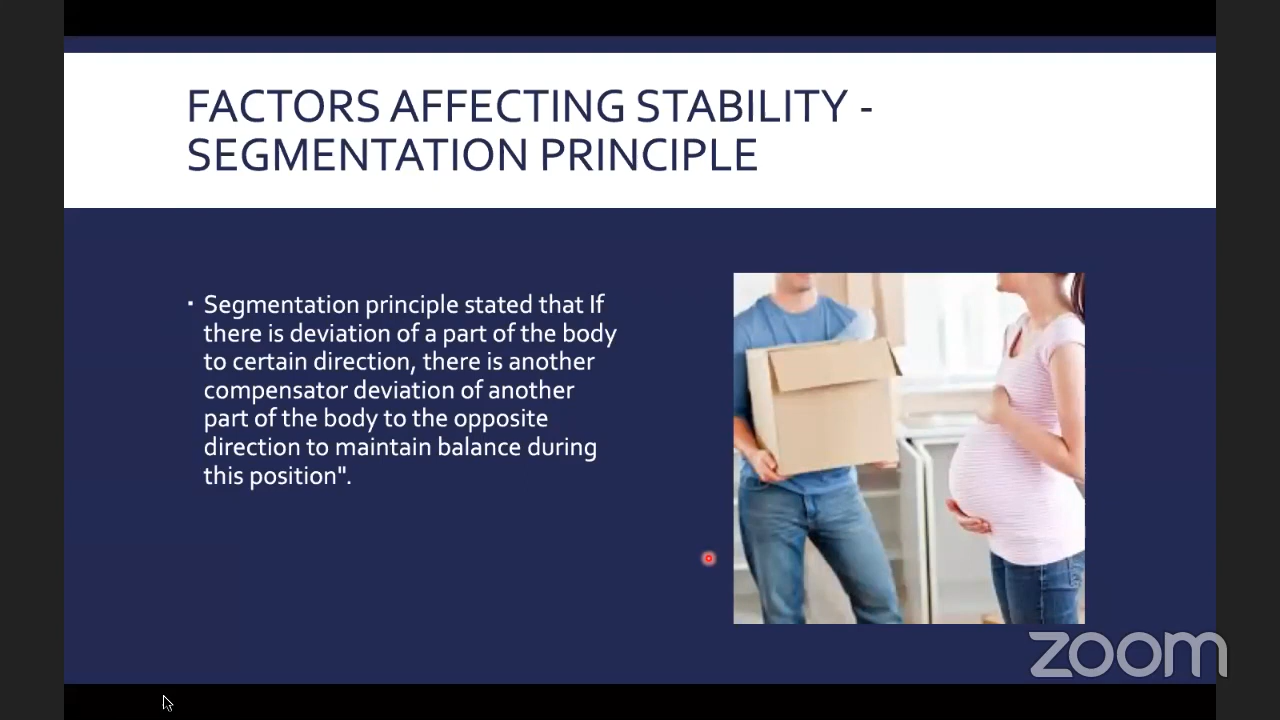 FACTORS AFFECTING STABILITY -
SEGMENTATION PRINCIPLE
▪ Segmentation principle stated that If
there is deviation of a part of the body
to certain direction, there is another
compensator deviation of another
part of the body to the opposite
direction to maintain balance during
this position".
zoom